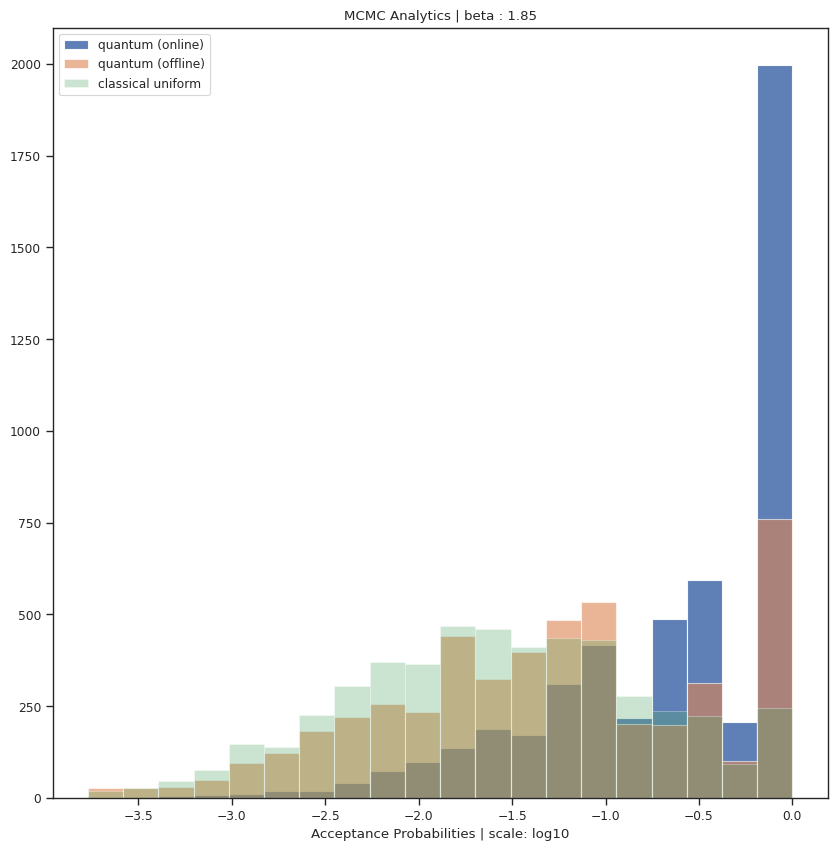 MCMC Analytics | beta : 1.85
quantum (online)
quantum (offline)
classical uniform
2000
1750
1500
1250
1000
750
500
250
0
−3.5 −3.0 −2.5 −2.0 −1.5 −1.0 −0.5 0.0
Acceptance Probabilities | scale: log10